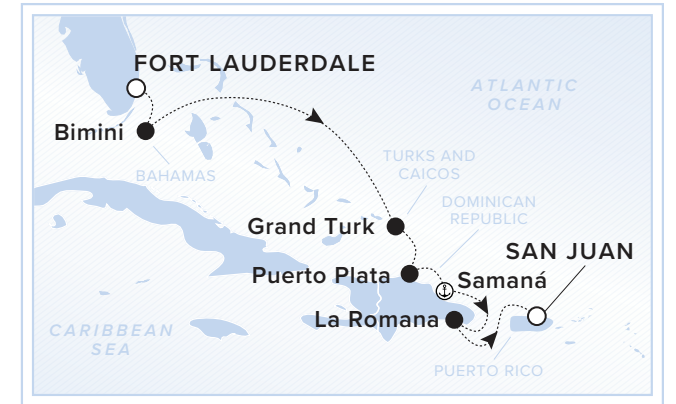 FORT LAUDERDALE
ATLANTIC
OCEAN
Bimini
BAHAMAS
TURKS AND
CAICOS
DOMINICAN
REPUBLIC
Grand Turk
SAN JUAN
Puerto Plata
Samaná
La Romana
CARIBBEAN
SEA
PUERTO RICO